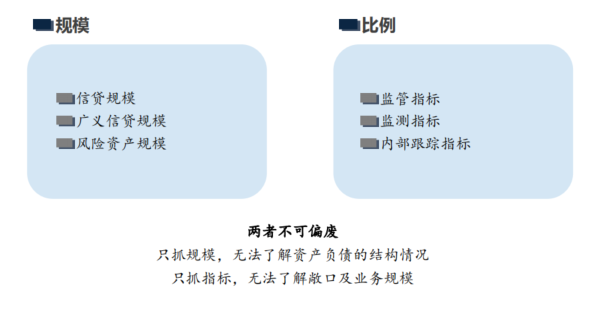 规模
信贷规模
广义信贷规模
风险资产规模
比例
监管指标
监测指标
内部跟踪指标
两者不可偏废
只抓规模，无法了解资产负债的结构情况
只抓指标，无法了解敞口及业务规模